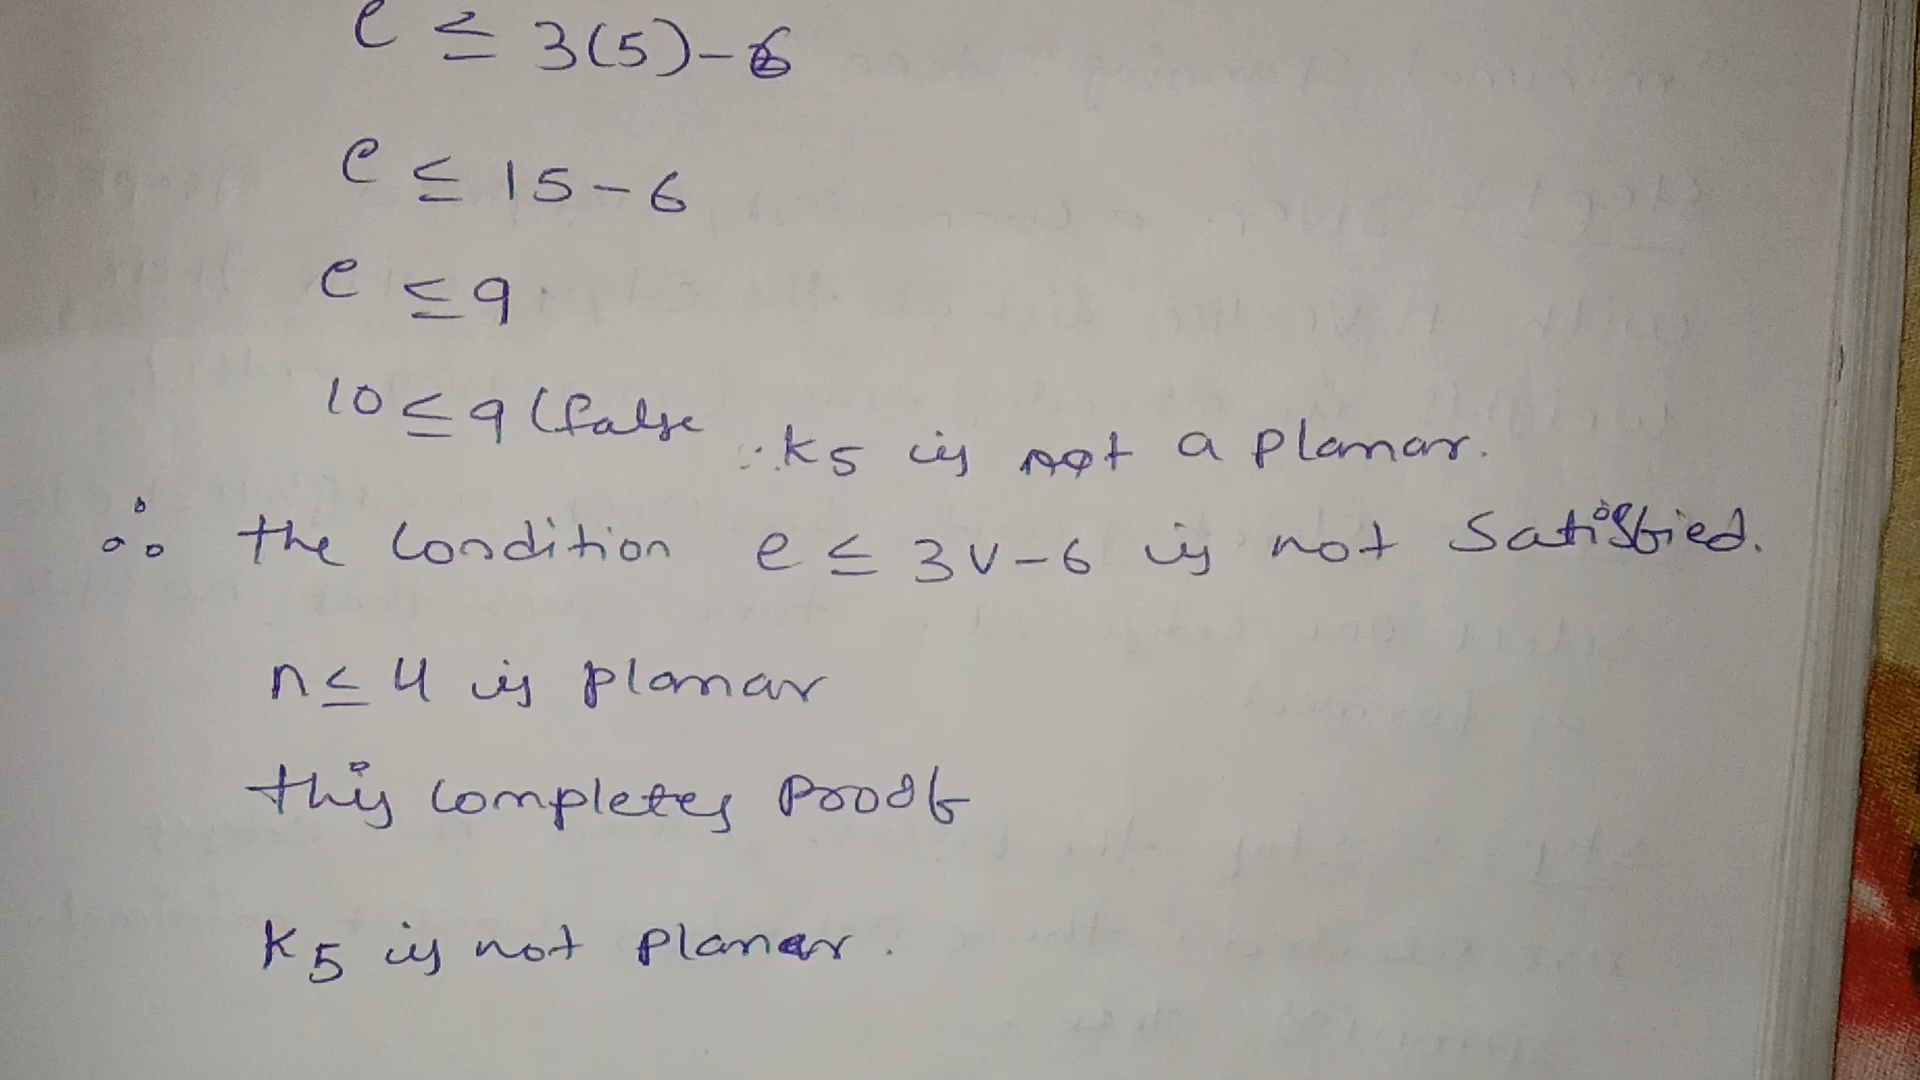 e ≤ 3(5)-6
e ≤ 15-6
e ≤ 9
10 ≤ 9 (false
∴ K5 is not a planar.
∴ the condition e ≤ 3v-6 is not satisfied.
n ≤ 4 is planar
this completes proof
K5 is not planar.